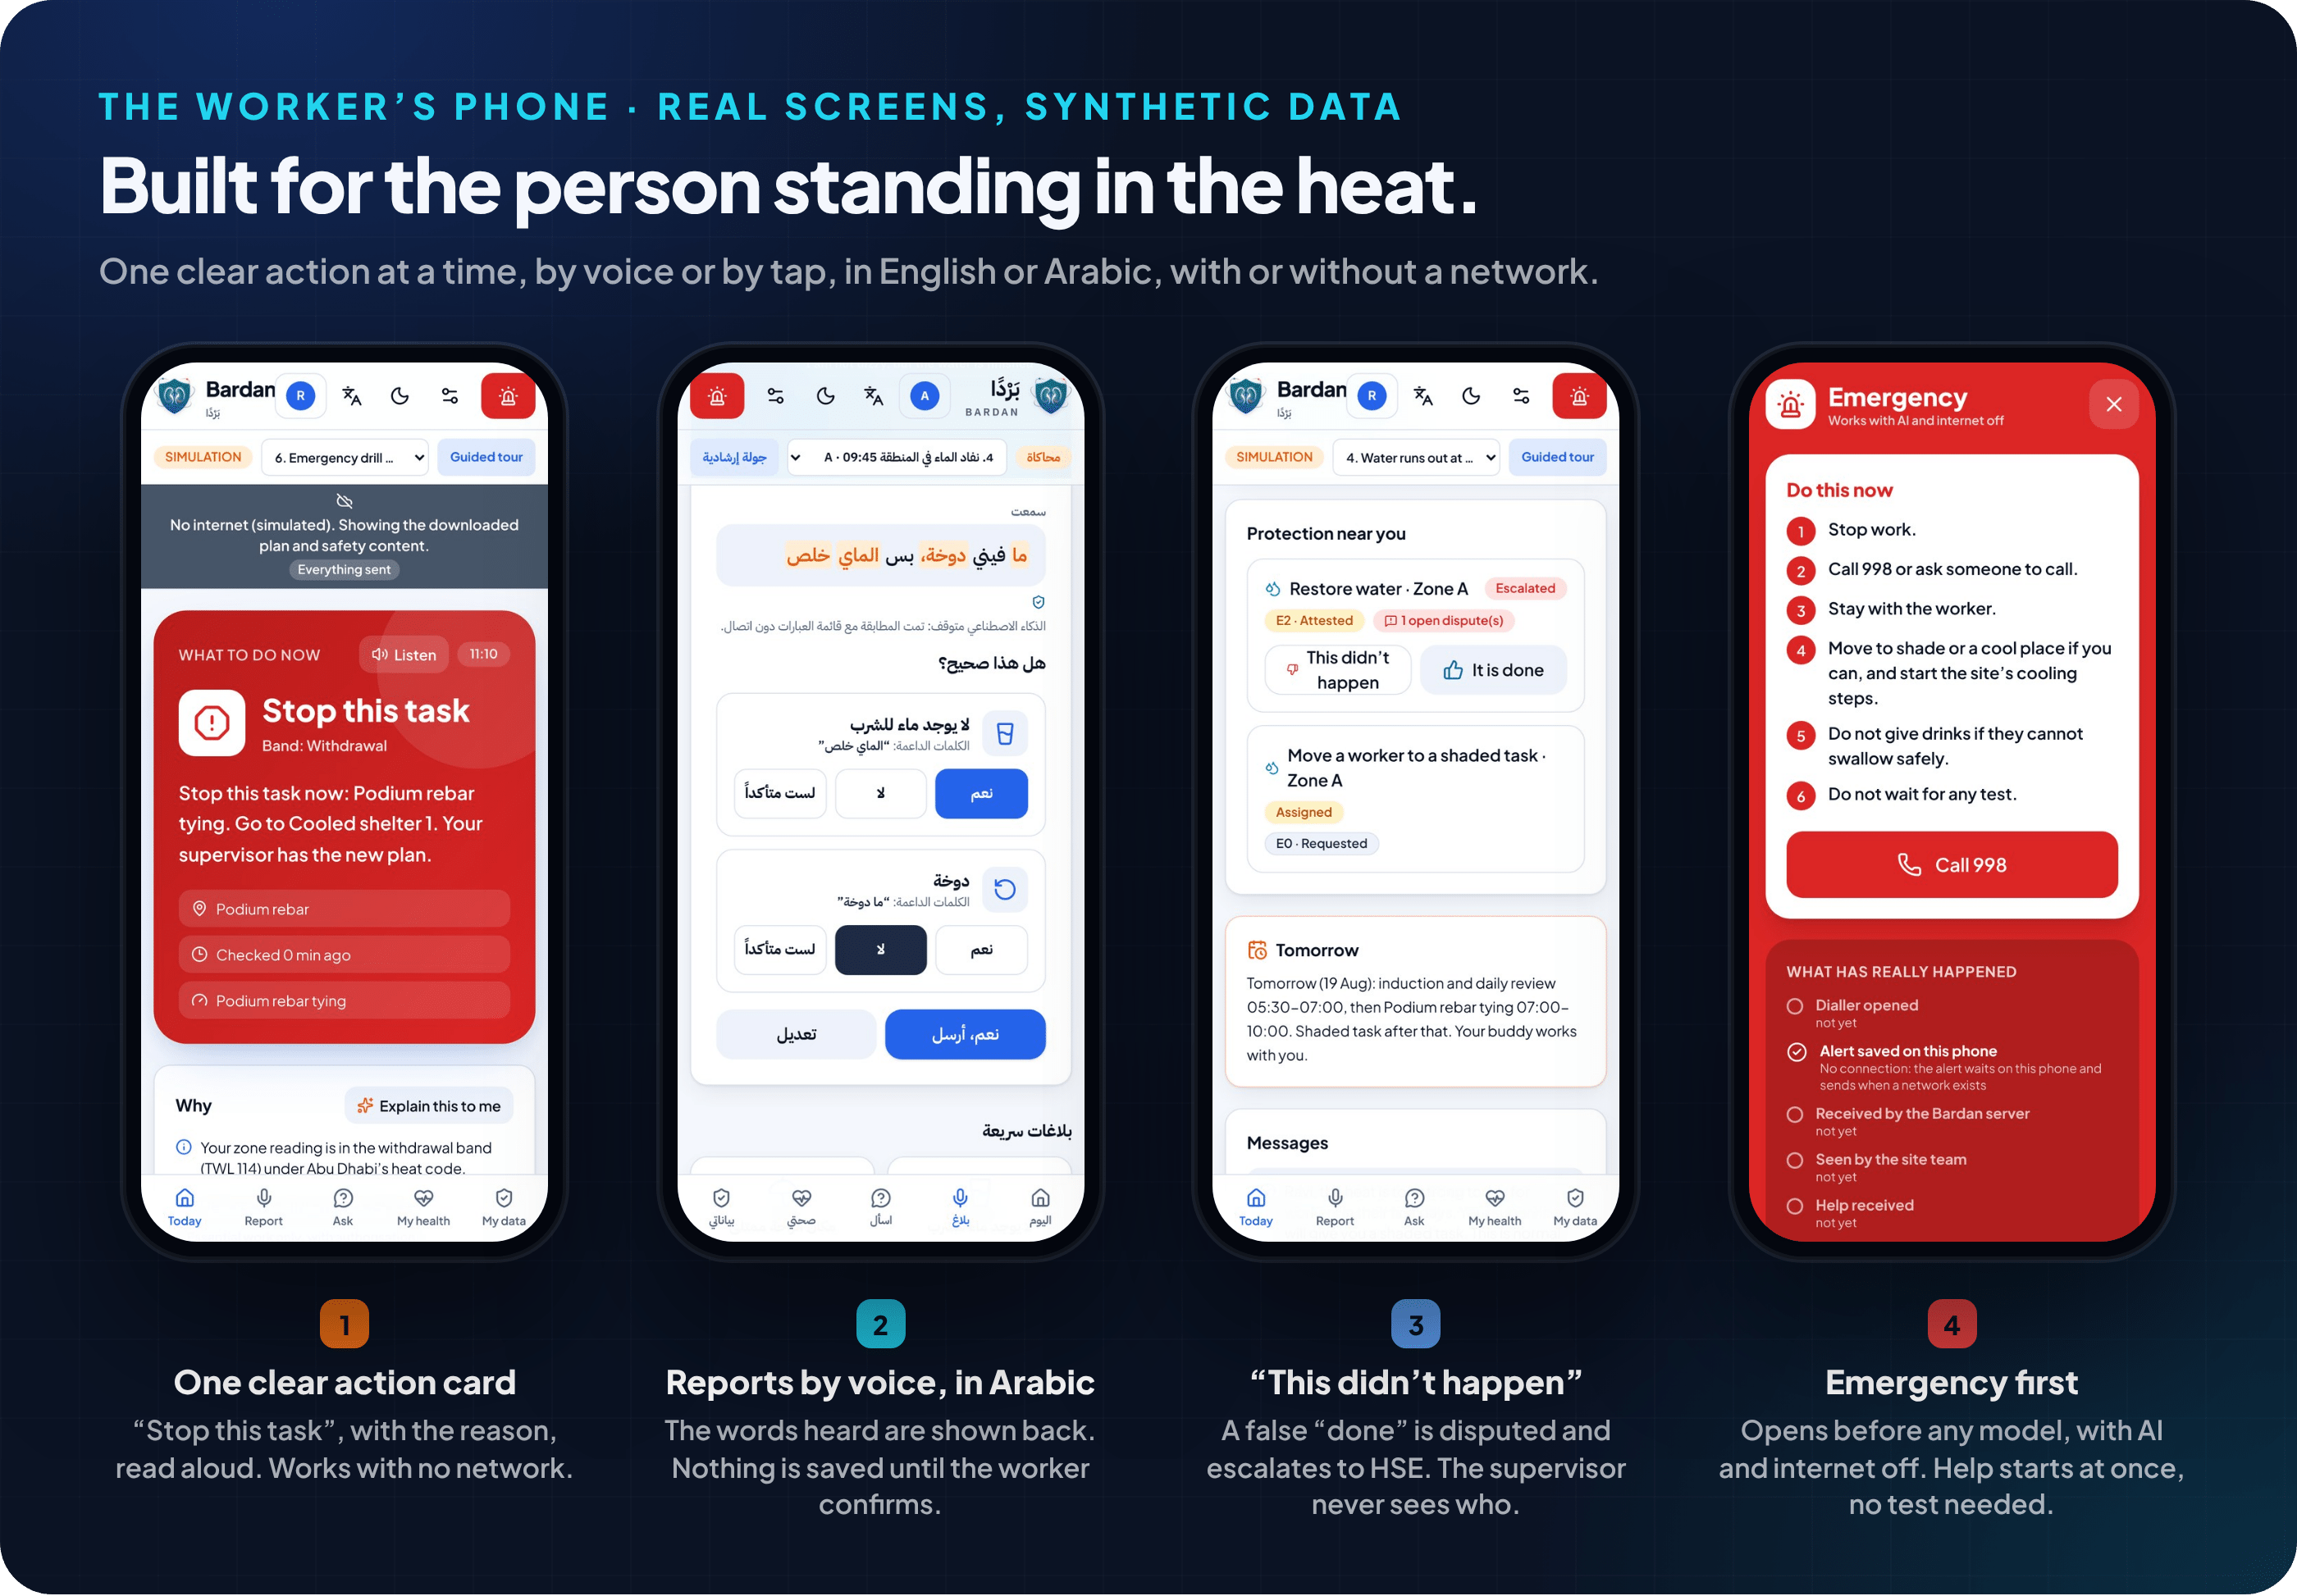 THE WORKER’S PHONE · REAL SCREENS, SYNTHETIC DATA
Built for the person standing in the heat.
One clear action at a time, by voice or by tap, in English or Arabic, with or without a network.
Bardan
بَرْدًا
R
SIMULATION
6. Emergency drill ...
Guided tour
No internet (simulated). Showing the downloaded
plan and safety content.
Everything sent
WHAT TO DO NOW
Listen
11:10
Stop this task
Band: Withdrawal
Stop this task now: Podium rebar
tying. Go to Cooled shelter 1. Your
supervisor has the new plan.
Podium rebar
Checked 0 min ago
Podium rebar tying
Why
Explain this to me
Your zone reading is in the withdrawal band
(TWL 114) under Abu Dhabi’s heat code.
Today
Report
Ask
My health
My data
1
One clear action card
“Stop this task”, with the reason,
read aloud. Works with no network.
بَرْدًا
BARDAN
A
محاكاة
4. نفاد الماء في المنطقة A · 09:45
جولة إرشادية
سمعت
ما فيني دوخة، بس الماي خلص
الذكاء الاصطناعي متوقف: تمت المطابقة مع قائمة العبارات دون اتصال.
هل هذا صحيح؟
لا يوجد ماء للشرب
الكلمات الداعمة: “الماي خلص”
نعم
لا
لست متأكداً
دوخة
الكلمات الداعمة: “ما دوخة”
نعم
لا
لست متأكداً
نعم، أرسل
تعديل
بلاغات سريعة
اليوم
بلاغ
اسأل
صحتي
بياناتي
2
Reports by voice, in Arabic
The words heard are shown back.
Nothing is saved until the worker
confirms.
Bardan
بَرْدًا
R
SIMULATION
4. Water runs out at ...
Guided tour
Protection near you
Restore water · Zone A
Escalated
E2 · Attested
1 open dispute(s)
This didn’t
happen
It is done
Move a worker to a shaded task ·
Zone A
Assigned
E0 · Requested
Tomorrow
Tomorrow (19 Aug): induction and daily review
05:30–07:00, then Podium rebar tying 07:00–
10:00. Shaded task after that. Your buddy works
with you.
Messages
Today
Report
Ask
My health
My data
3
“This didn’t happen”
A false “done” is disputed and
escalates to HSE. The supervisor
never sees who.
Emergency
Works with AI and internet off
Do this now
1 Stop work.
2 Call 998 or ask someone to call.
3 Stay with the worker.
4 Move to shade or a cool place if you
can, and start the site’s cooling
steps.
5 Do not give drinks if they cannot
swallow safely.
6 Do not wait for any test.
Call 998
WHAT HAS REALLY HAPPENED
Dialler opened
not yet
Alert saved on this phone
No connection: the alert waits on this phone and
sends when a network exists
Received by the Bardan server
not yet
Seen by the site team
not yet
Help received
not yet
4
Emergency first
Opens before any model, with AI
and internet off. Help starts at once,
no test needed.